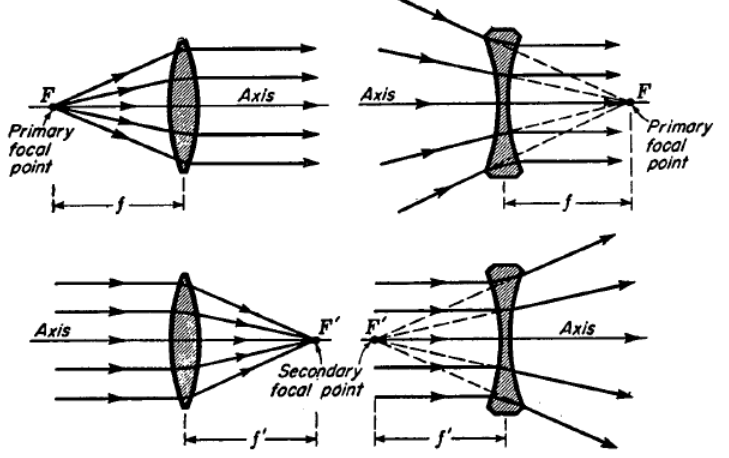 F
Axis
Primary
focal
point
f
Axis
F
Primary
focal
point
f
Axis
F'
Secondary
focal point
f'
F'
Axis
f'